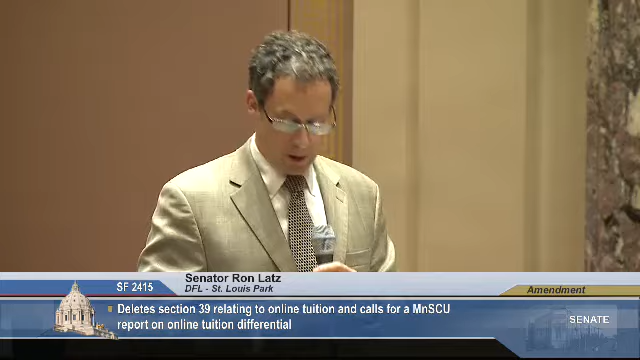 Senator Ron Latz
SF 2415
DFL - St. Louis Park
Amendment
Deletes section 39 relating to online tuition and calls for a MnSCU
report on online tuition differential
SENATE